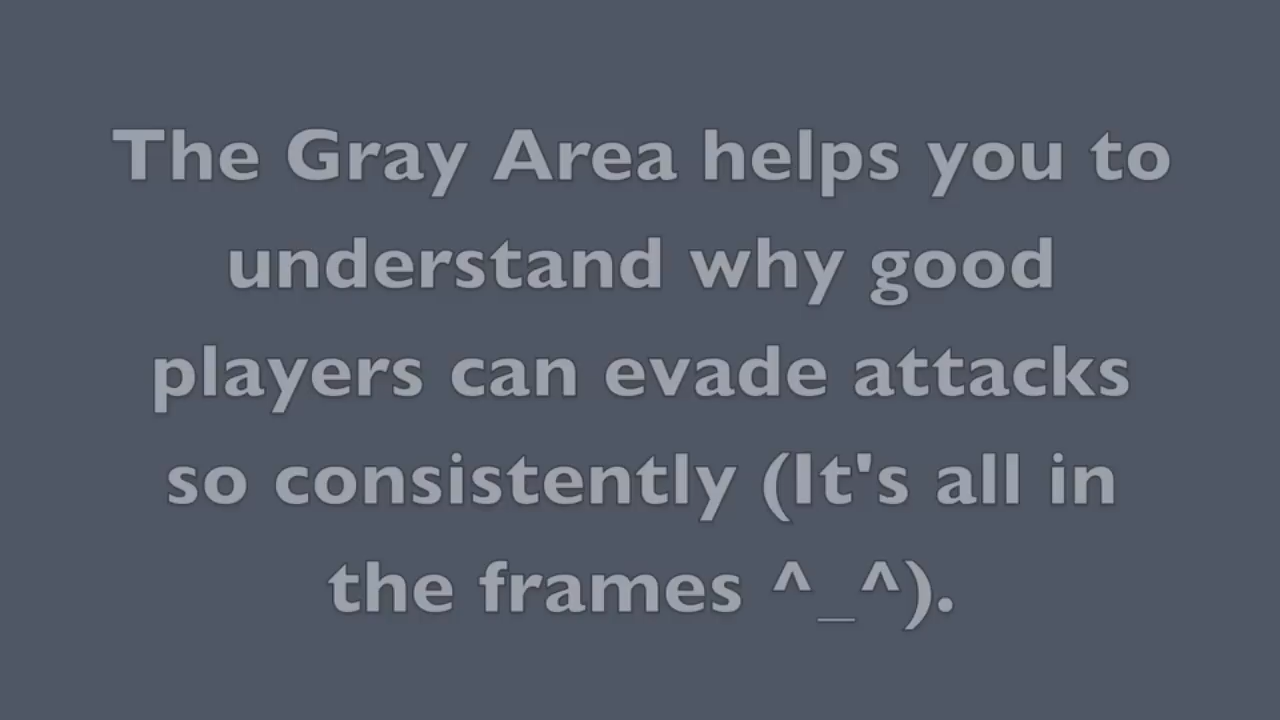 The Gray Area helps you to
understand why good
players can evade attacks
so consistently (It's all in
the frames ^_^).